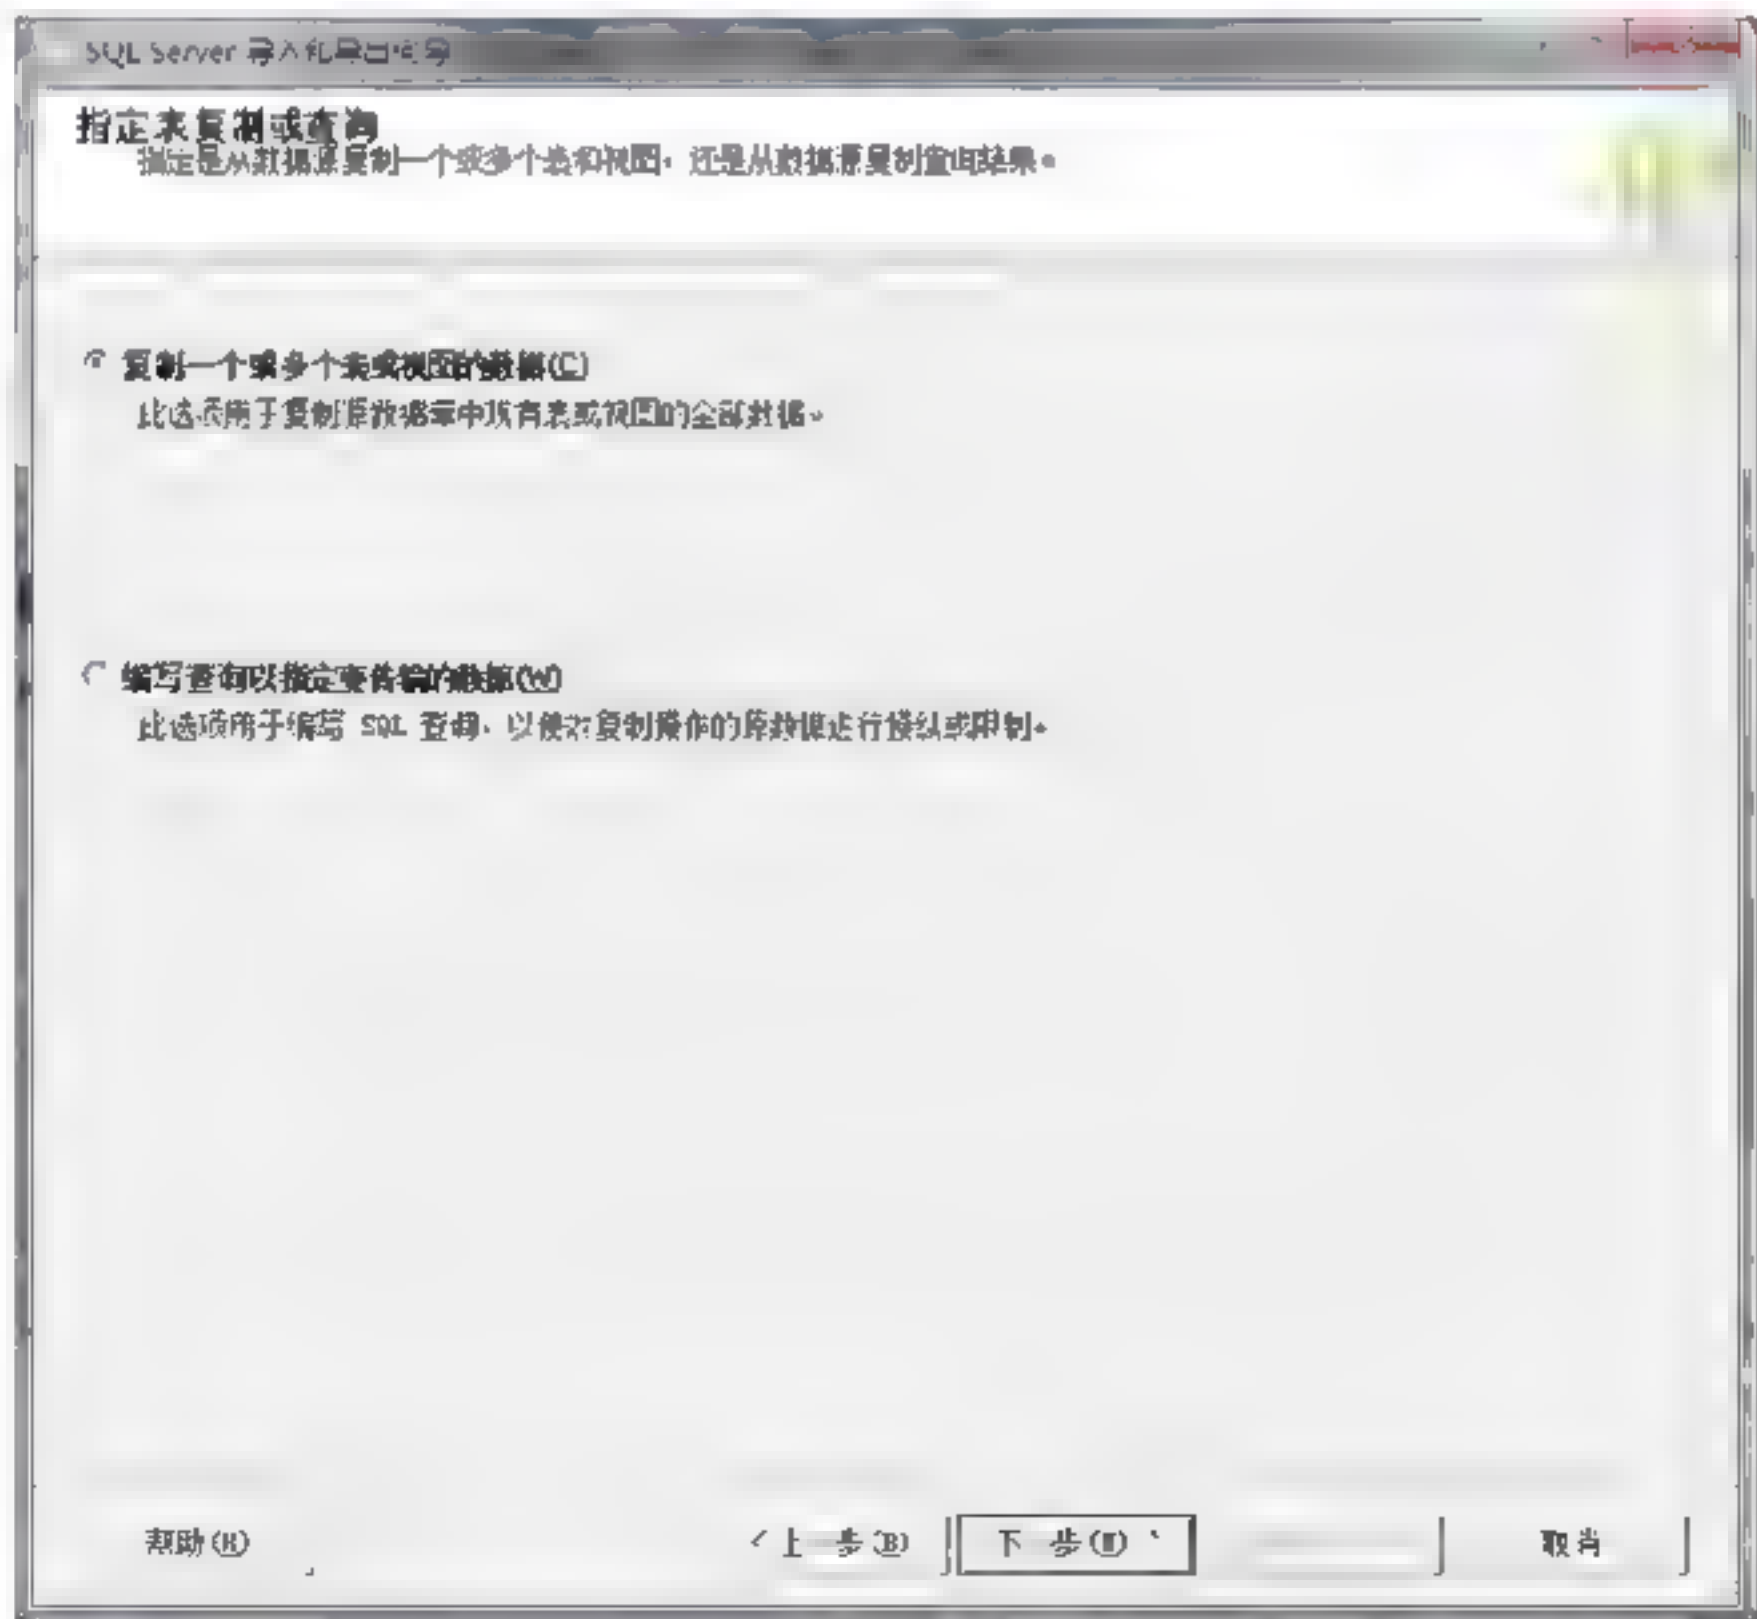 SQL Server 导入和导出向导
指定表复制或查询
指定是从数据源复制一个或多个表和视图，还是从数据源复制查询结果。
复制一个或多个表或视图的数据(C)
此选项用于复制源数据库中现有表或视图的全部数据。
编写查询以指定要传输的数据(W)
此选项用于编写 SQL 查询，以便对复制操作的源数据进行操纵或限制。
帮助(H)
< 上一步(B)
下一步(N) >
取消